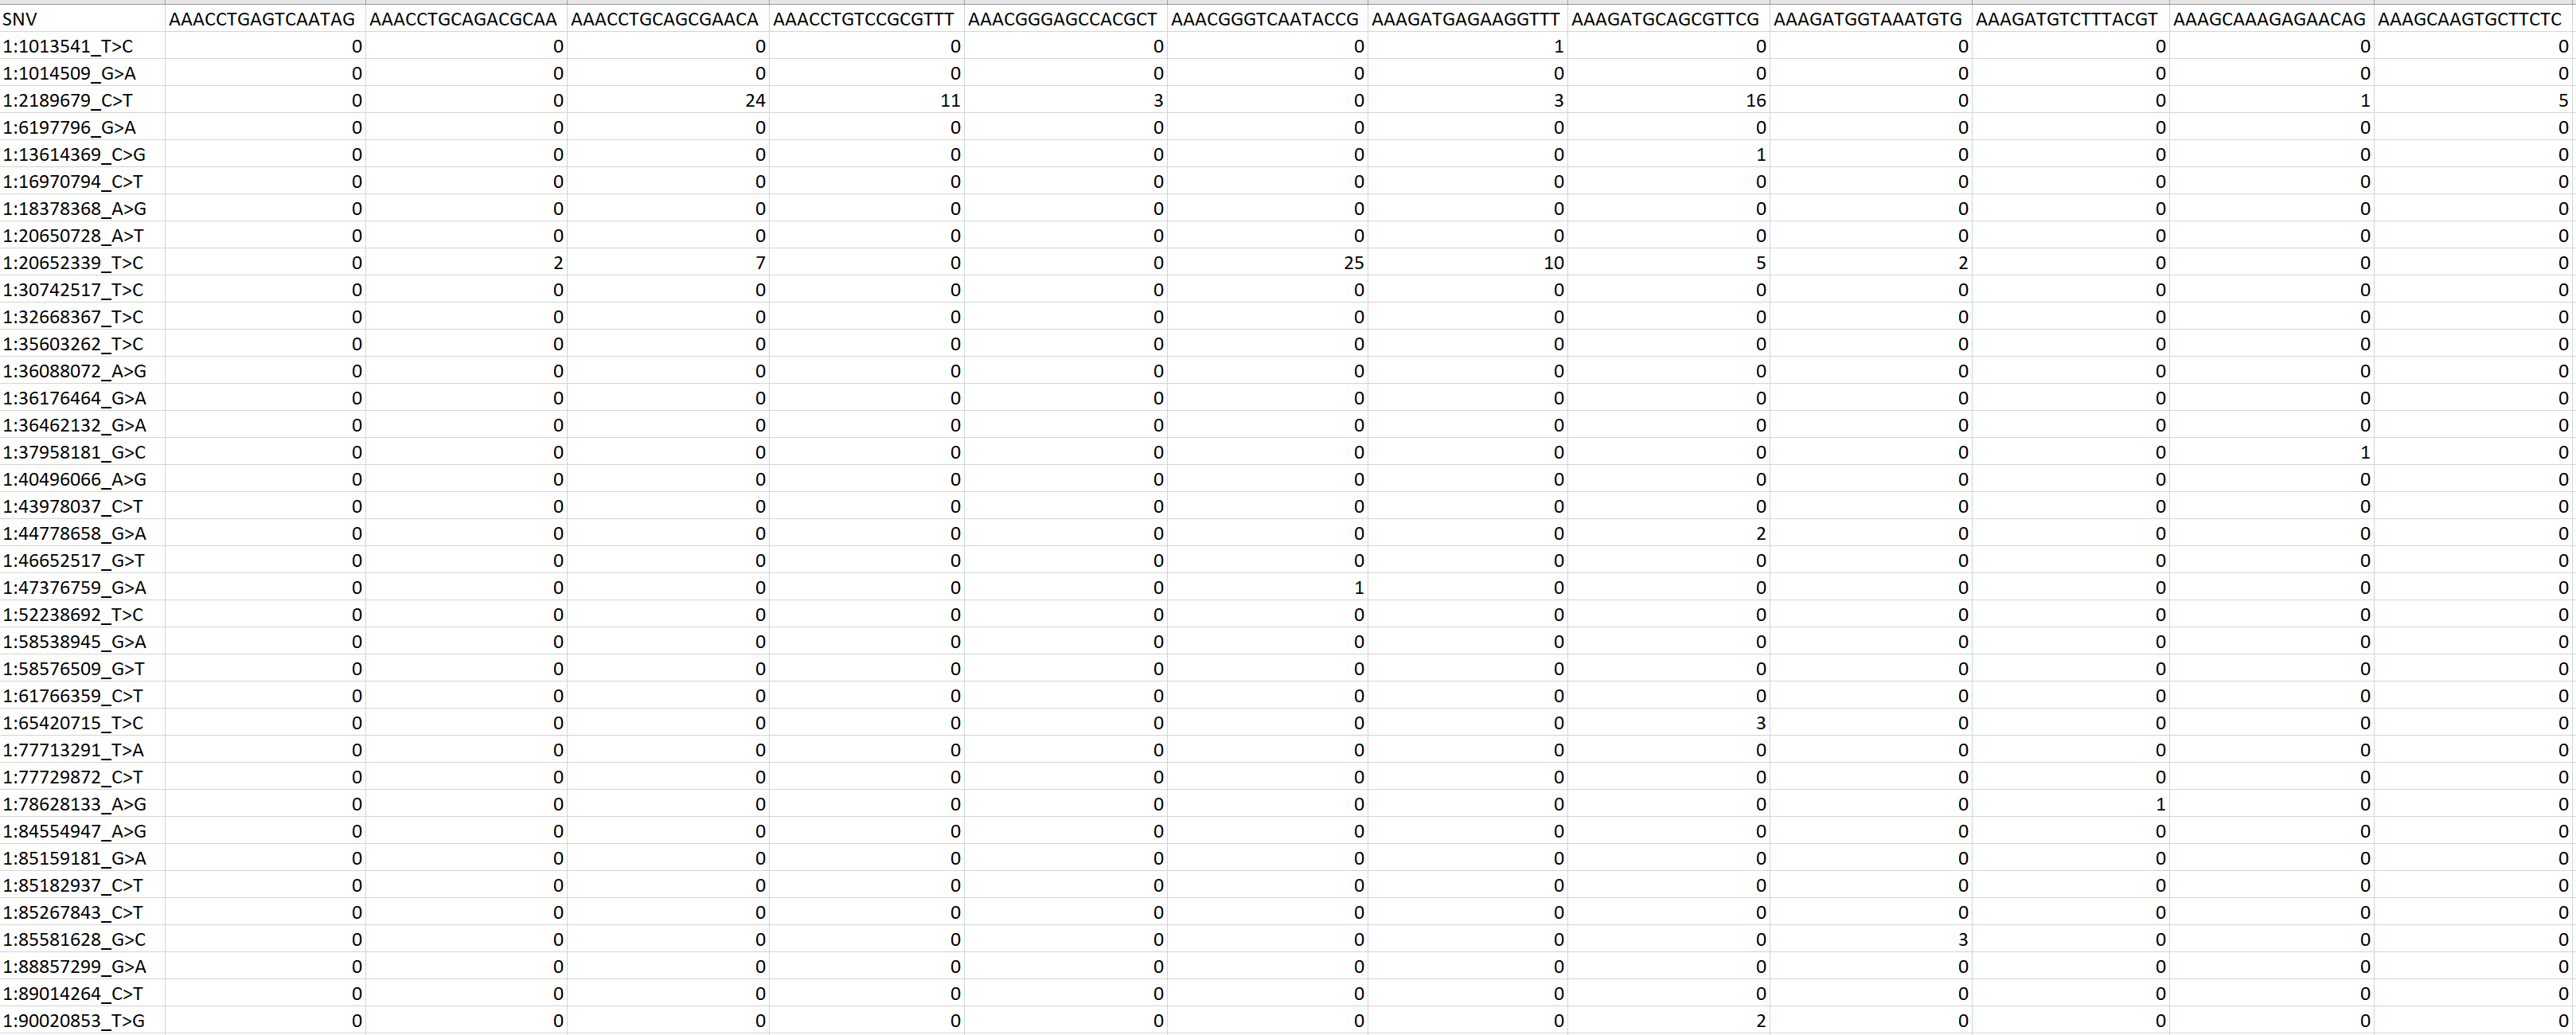 SNV AAACCTGAGTCAATAG AAACCTGCAGACGCAA AAACCTGCAGCGAACA AAACCTGTCCGCGTTT AAACGGGAGCCACGCT AAACGGGTCAATACCG AAAGATGAGAAGGTTT AAAGATGCAGCGTTCG AAAGATGGTAAATGTG AAAGATGTCTTTACGT AAAGCAAAGAGAACAG AAAGCAAGTGCTTCTC
1:1013541_T>C 0 0 0 0 0 0 1 0 0 0 0 0
1:1014509_G>A 0 0 0 0 0 0 0 0 0 0 0 0
1:2189679_C>T 0 0 24 11 3 0 3 16 0 0 1 5
1:6197796_G>A 0 0 0 0 0 0 0 0 0 0 0 0
1:13614369_C>G 0 0 0 0 0 0 0 1 0 0 0 0
1:16970794_C>T 0 0 0 0 0 0 0 0 0 0 0 0
1:18378368_A>G 0 0 0 0 0 0 0 0 0 0 0 0
1:20650728_A>T 0 0 0 0 0 0 0 0 0 0 0 0
1:20652339_T>C 0 2 7 0 0 25 10 5 2 0 0 0
1:30742517_T>C 0 0 0 0 0 0 0 0 0 0 0 0
1:32668367_T>C 0 0 0 0 0 0 0 0 0 0 0 0
1:35603262_T>C 0 0 0 0 0 0 0 0 0 0 0 0
1:36088072_A>G 0 0 0 0 0 0 0 0 0 0 0 0
1:36176464_G>A 0 0 0 0 0 0 0 0 0 0 0 0
1:36462132_G>A 0 0 0 0 0 0 0 0 0 0 0 0
1:37958181_G>C 0 0 0 0 0 0 0 0 0 0 1 0
1:40496066_A>G 0 0 0 0 0 0 0 0 0 0 0 0
1:43978037_C>T 0 0 0 0 0 0 0 0 0 0 0 0
1:44778658_G>A 0 0 0 0 0 0 0 2 0 0 0 0
1:46652517_G>T 0 0 0 0 0 0 0 0 0 0 0 0
1:47376759_G>A 0 0 0 0 0 1 0 0 0 0 0 0
1:52238692_T>C 0 0 0 0 0 0 0 0 0 0 0 0
1:58538945_G>A 0 0 0 0 0 0 0 0 0 0 0 0
1:58576509_G>T 0 0 0 0 0 0 0 0 0 0 0 0
1:61766359_C>T 0 0 0 0 0 0 0 0 0 0 0 0
1:65420715_T>C 0 0 0 0 0 0 0 3 0 0 0 0
1:77713291_T>A 0 0 0 0 0 0 0 0 0 0 0 0
1:77729872_C>T 0 0 0 0 0 0 0 0 0 0 0 0
1:78628133_A>G 0 0 0 0 0 0 0 0 0 1 0 0
1:84554947_A>G 0 0 0 0 0 0 0 0 0 0 0 0
1:85159181_G>A 0 0 0 0 0 0 0 0 0 0 0 0
1:85182937_C>T 0 0 0 0 0 0 0 0 0 0 0 0
1:85267843_C>T 0 0 0 0 0 0 0 0 0 0 0 0
1:85581628_G>C 0 0 0 0 0 0 0 0 3 0 0 0
1:88857299_G>A 0 0 0 0 0 0 0 0 0 0 0 0
1:89014264_C>T 0 0 0 0 0 0 0 0 0 0 0 0
1:90020853_T>G 0 0 0 0 0 0 0 2 0 0 0 0